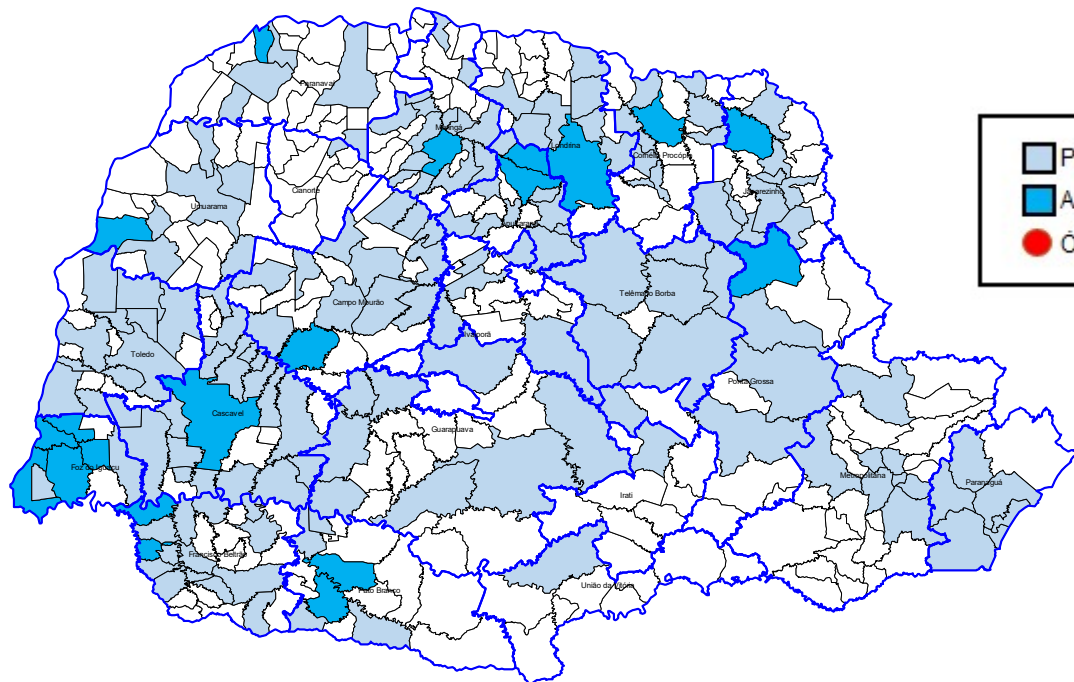 Paranavaí
Maringá
Londrina
Cornélio Procópio
Jacarezinho
Cianorte
Umuarama
Apucarana
Telêmaco Borba
Campo Mourão
Ivaiporã
Toledo
Ponta Grossa
Cascavel
Guarapuava
Foz do Iguaçu
Metropolitana
Paranaguá
Irati
Francisco Beltrão
Pato Branco
União da Vitória
P
A